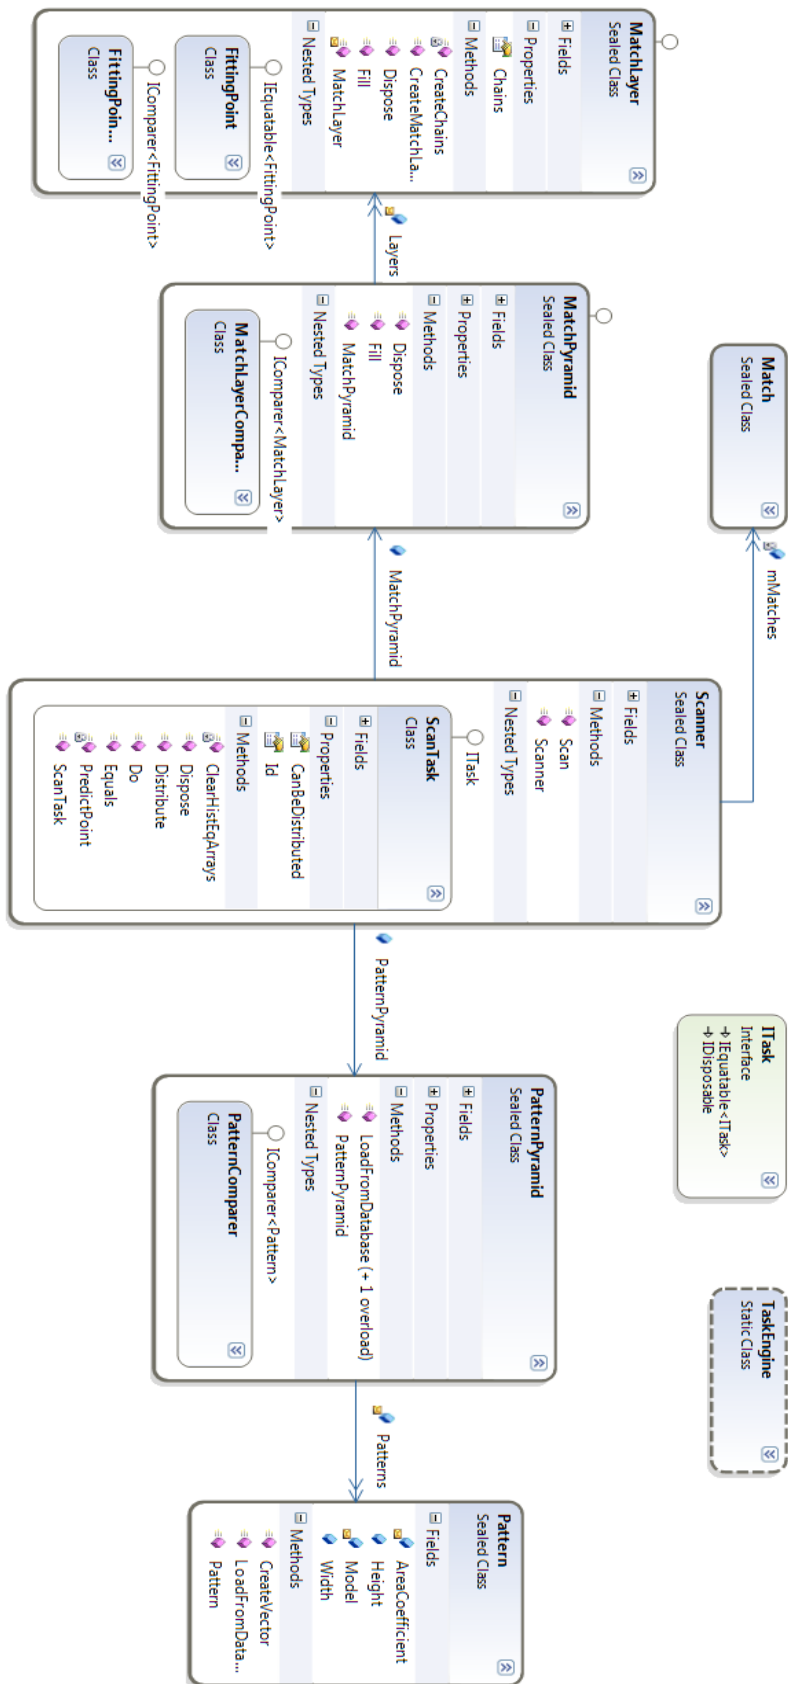 MatchLayer
Sealed Class
Fields
Properties
Chains
Methods
CreateChains
CreateMatchLa...
Dispose
Fill
MatchLayer
Nested Types
IEquatable<FittingPoint>
FittingPoint
Class
IComparer<FittingPoint>
FittingPoin...
Class
Layers
MatchPyramid
Sealed Class
Fields
Properties
Methods
Dispose
Fill
MatchPyramid
Nested Types
IComparer<MatchLayer>
MatchLayerCompa...
Class
MatchPyramid
Match
Sealed Class
mMatches
Scanner
Sealed Class
Fields
Methods
Scan
Scanner
Nested Types
ITask
ScanTask
Class
Fields
Properties
CanBeDistributed
Id
Methods
ClearHistEqArrays
Dispose
Distribute
Do
Equals
PredictPoint
ScanTask
PatternPyramid
ITask
Interface
IEquatable<ITask>
IDisposable
PatternPyramid
Sealed Class
Fields
Properties
Methods
LoadFromDatabase (+ 1 overload)
PatternPyramid
Nested Types
IComparer<Pattern>
PatternComparer
Class
Patterns
TaskEngine
Static Class
Pattern
Sealed Class
Fields
AreaCoefficient
Height
Model
Width
Methods
CreateVector
LoadFromData...
Pattern